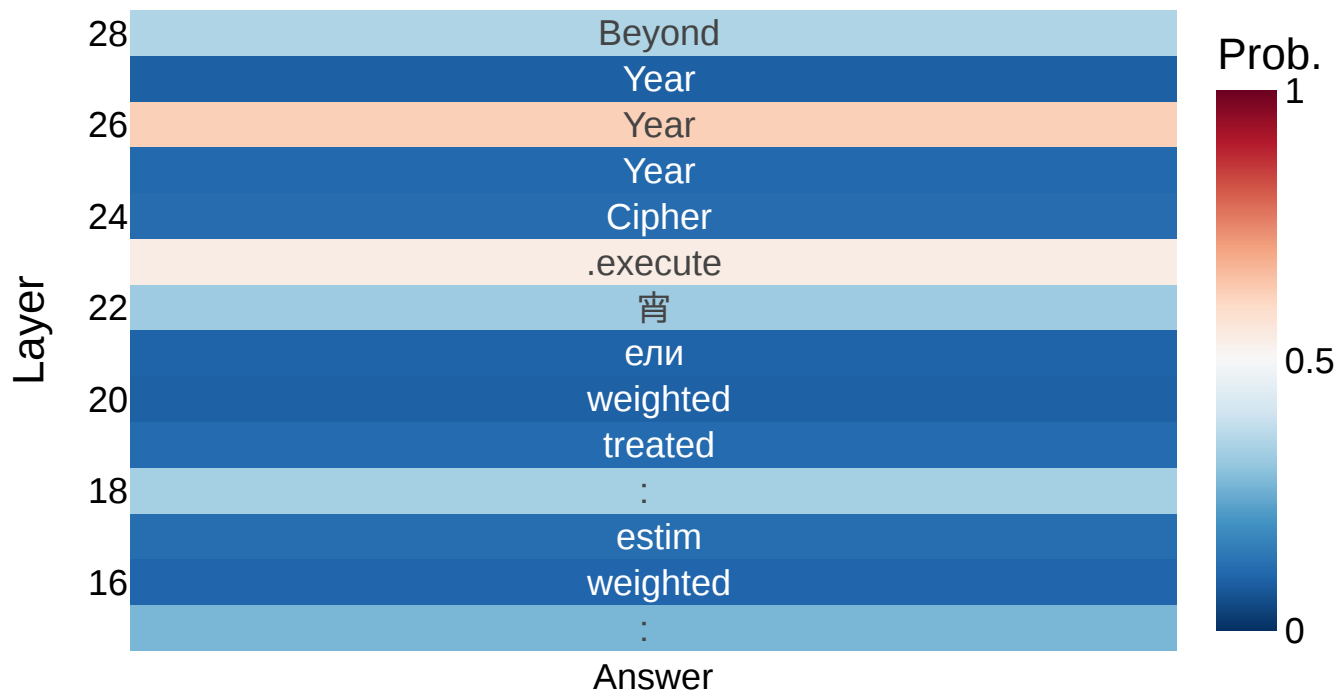 28 Beyond
Prob.
Year
1
26 Year
Year
24 Cipher
.execute
22 宵
ели
0.5
20 weighted
treated
18 :
estim
16 weighted
:
0
Layer
Answer